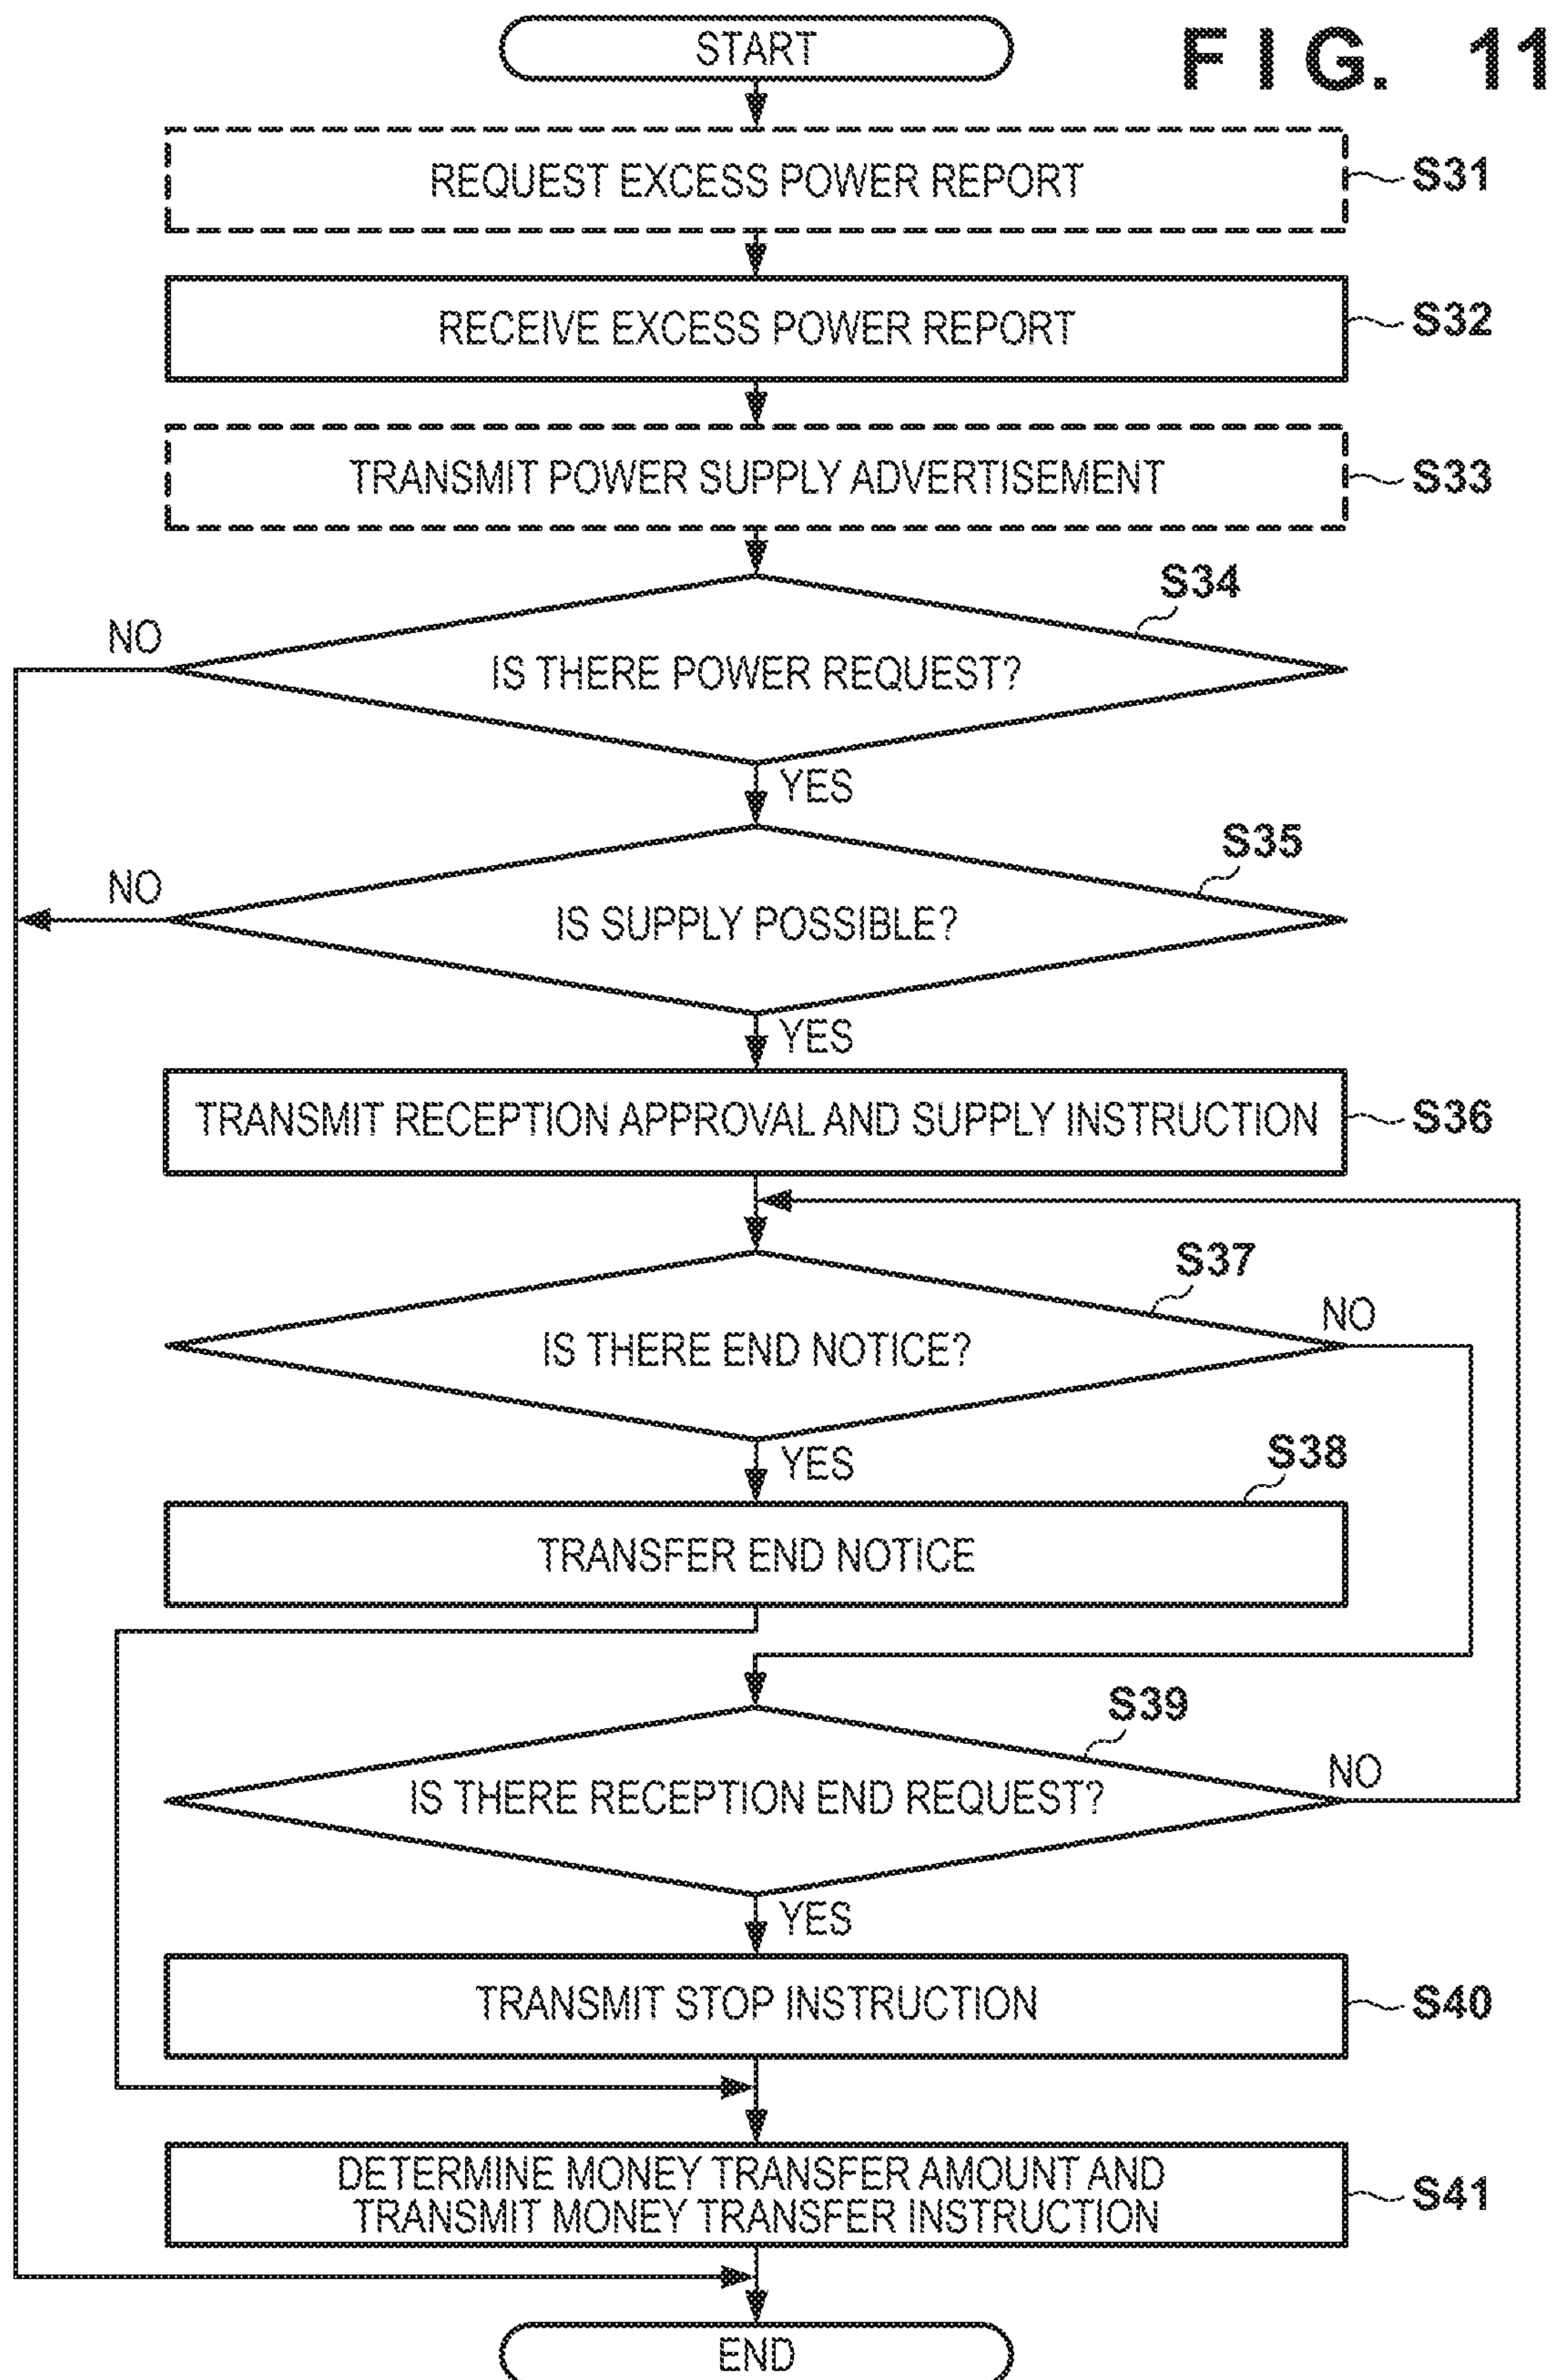 START
F I G. 11
REQUEST EXCESS POWER REPORT
S31
RECEIVE EXCESS POWER REPORT
S32
TRANSMIT POWER SUPPLY ADVERTISEMENT
S33
S34
NO
IS THERE POWER REQUEST?
YES
S35
NO
IS SUPPLY POSSIBLE?
YES
TRANSMIT RECEPTION APPROVAL AND SUPPLY INSTRUCTION
S36
S37
NO
IS THERE END NOTICE?
YES
S38
TRANSFER END NOTICE
S39
NO
IS THERE RECEPTION END REQUEST?
YES
TRANSMIT STOP INSTRUCTION
S40
DETERMINE MONEY TRANSFER AMOUNT AND
TRANSMIT MONEY TRANSFER INSTRUCTION
S41
END